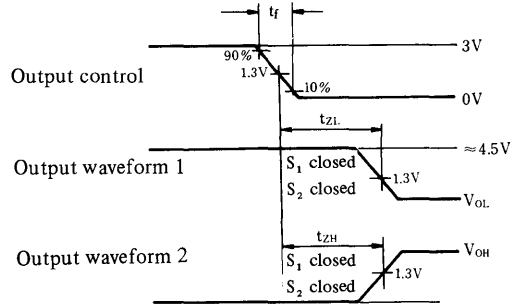 tf
90%
3V
1.3V
Output control
10%
0V
tZL
≈4.5V
Output waveform 1
S1 closed
1.3V
S2 closed
VOL
tZH
VOH
Output waveform 2
S1 closed
1.3V
S2 closed